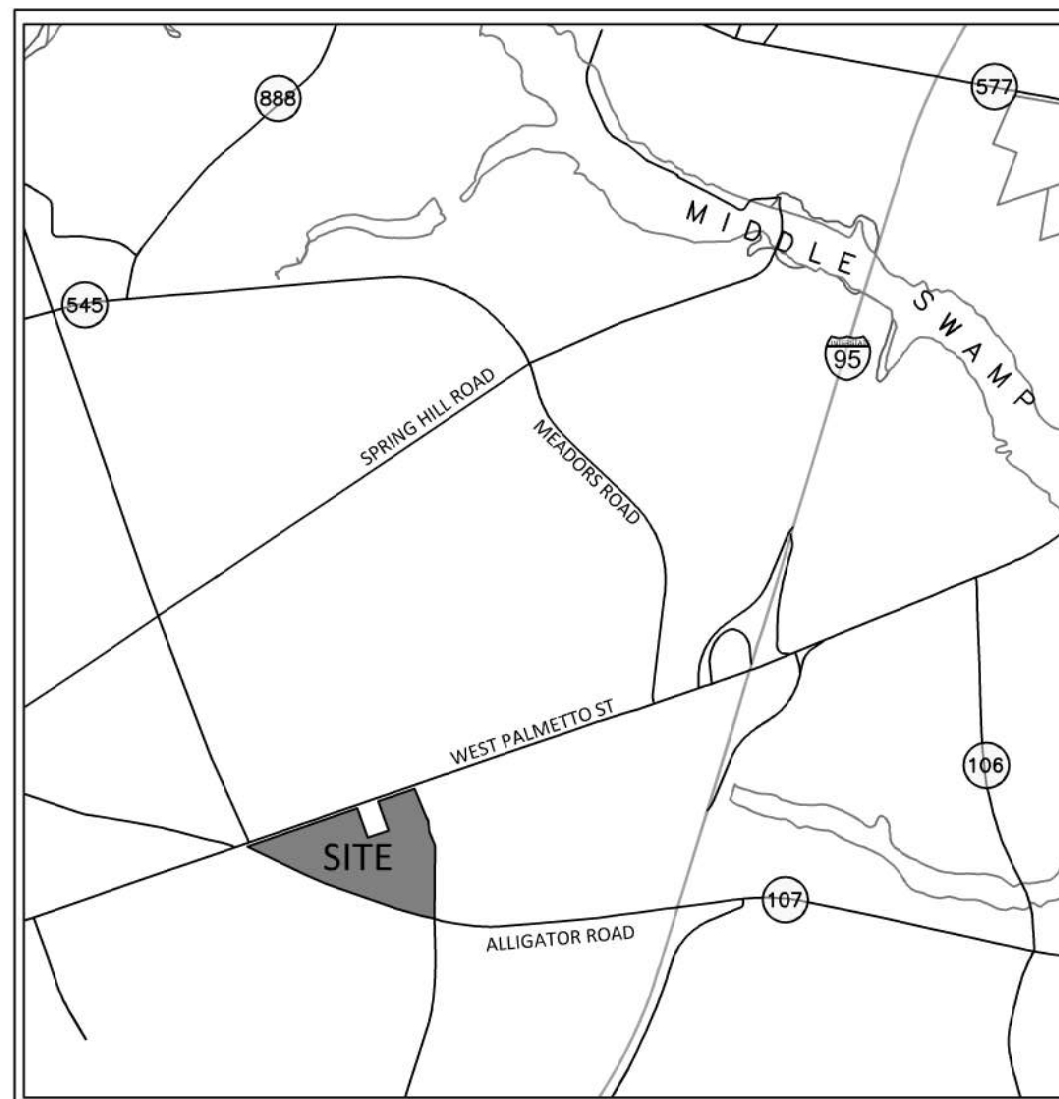 888
577
MIDDLE SWAMP
545
95
SPRING HILL ROAD
MEADORS ROAD
WEST PALMETTO ST
106
SITE
107
ALLIGATOR ROAD